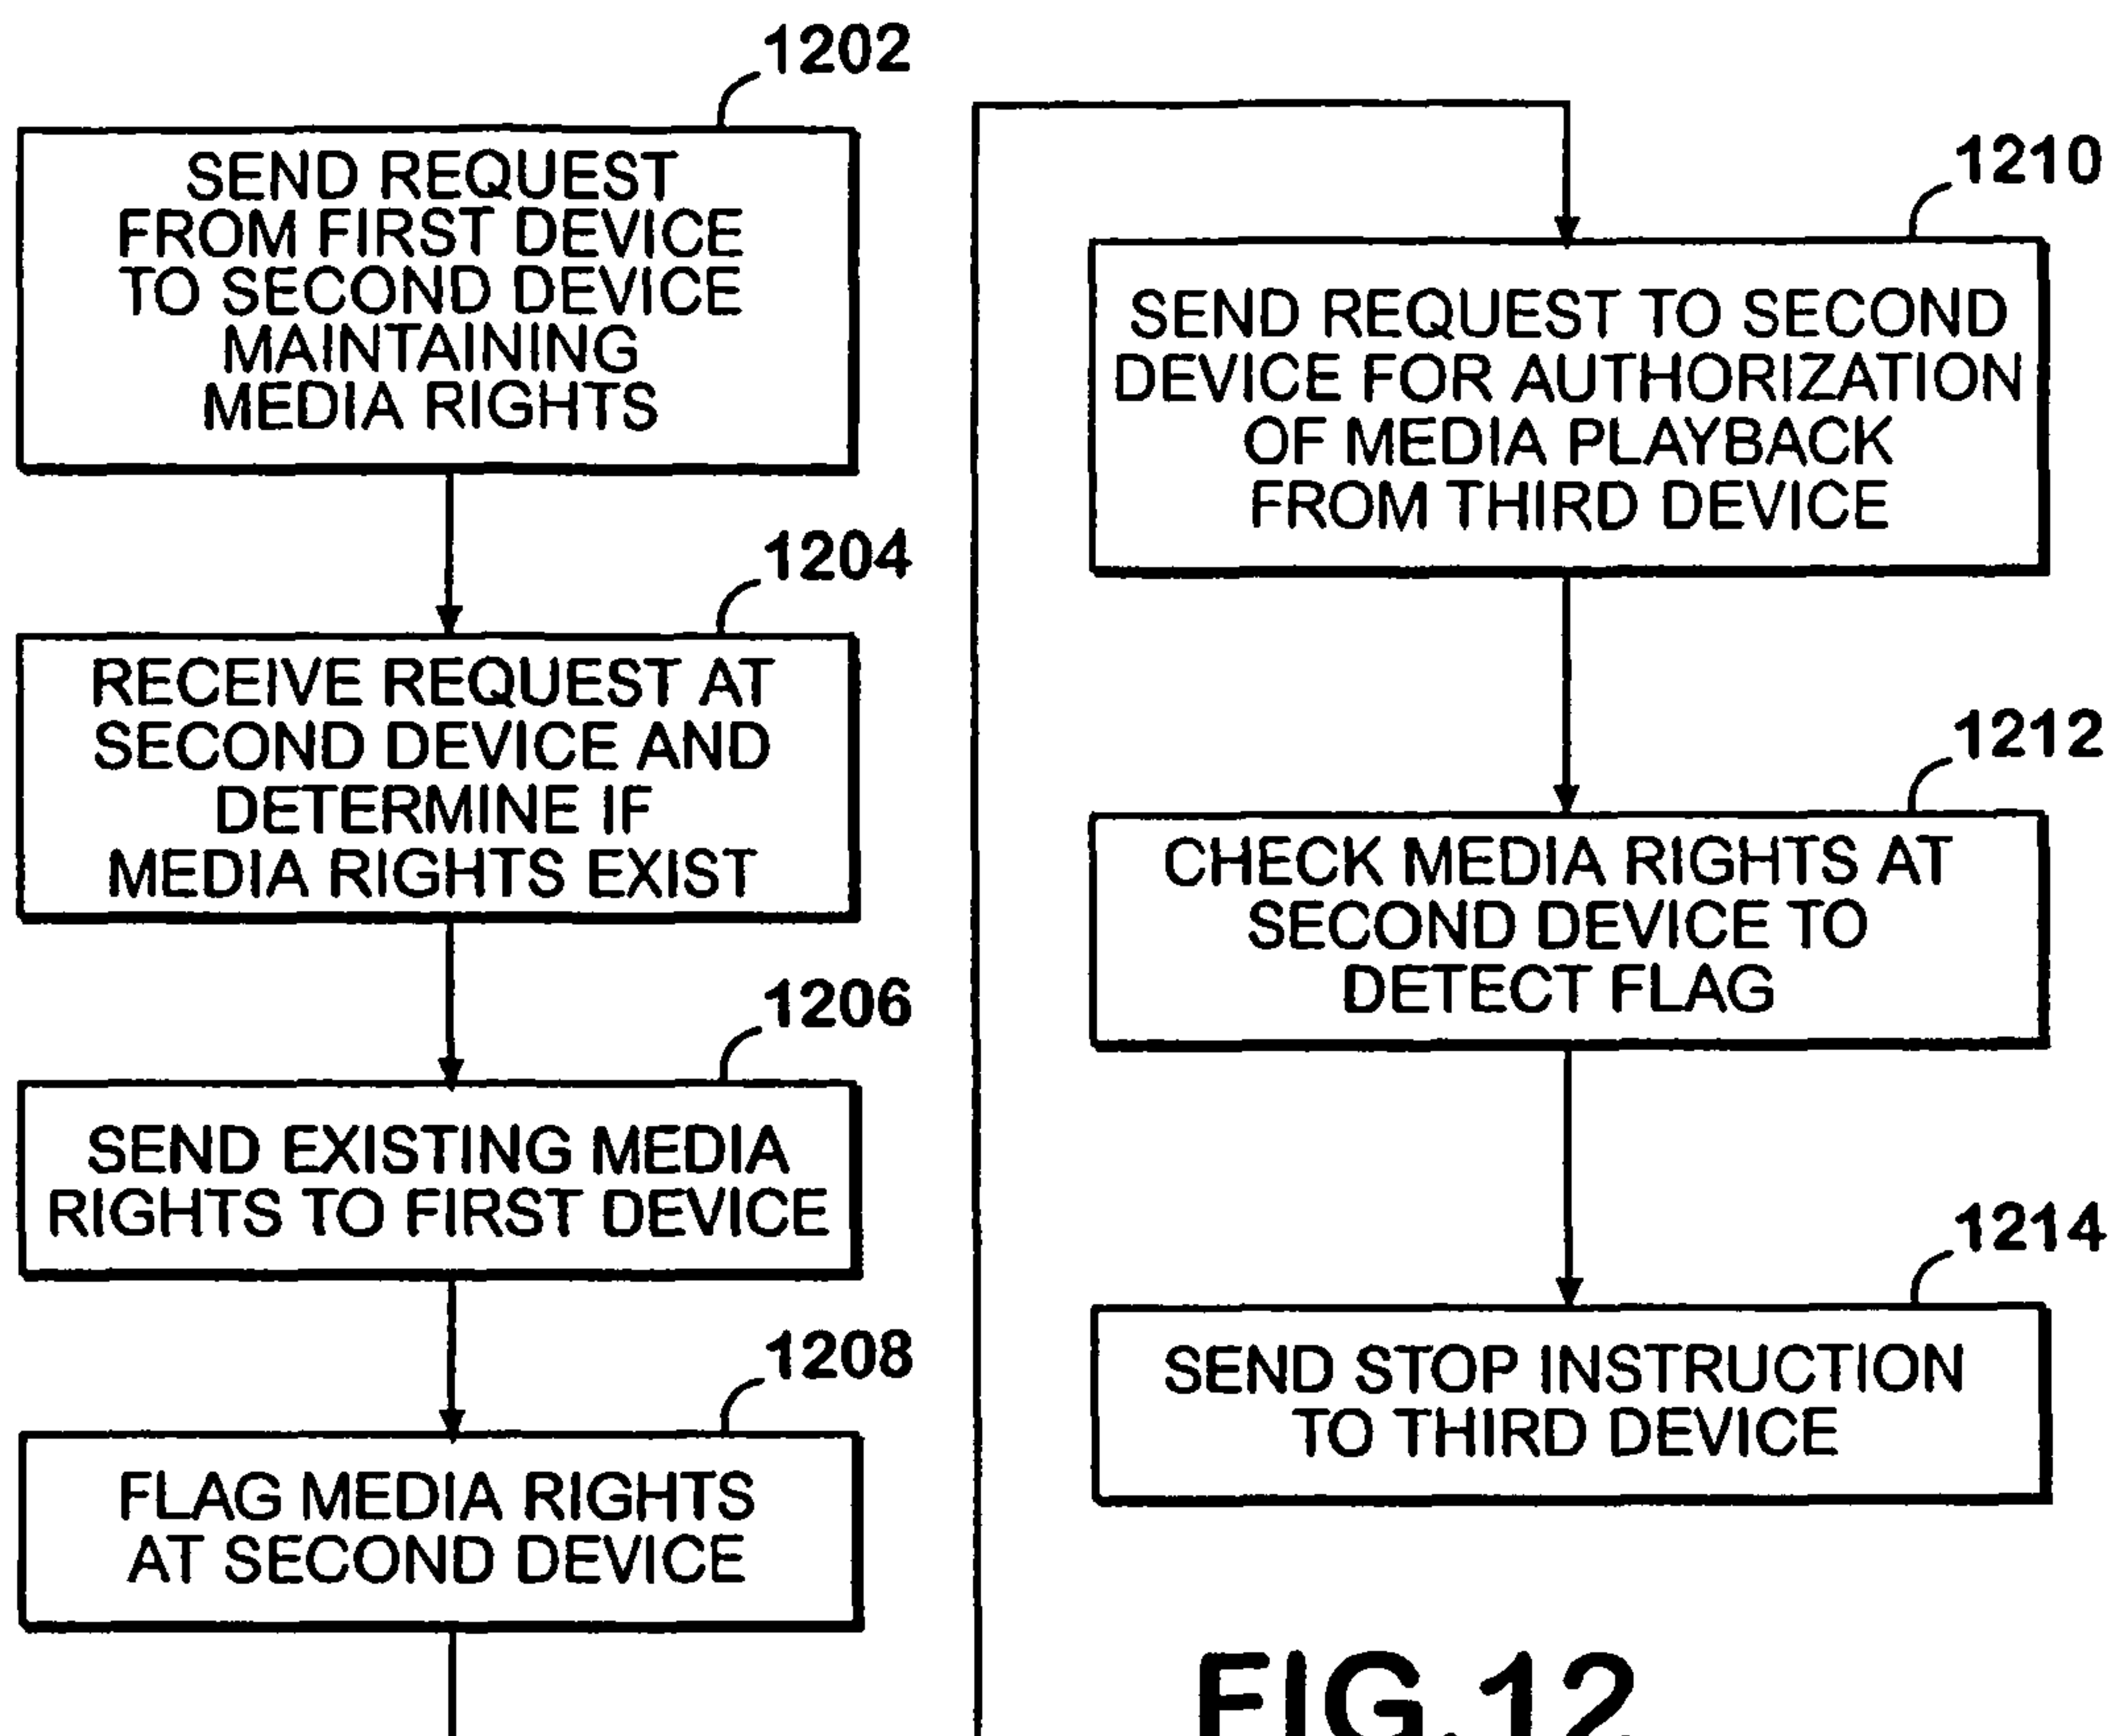 1202
SEND REQUEST
FROM FIRST DEVICE
TO SECOND DEVICE
MAINTAINING
MEDIA RIGHTS
1204
RECEIVE REQUEST AT
SECOND DEVICE AND
DETERMINE IF
MEDIA RIGHTS EXIST
1206
SEND EXISTING MEDIA
RIGHTS TO FIRST DEVICE
1208
FLAG MEDIA RIGHTS
AT SECOND DEVICE
1210
SEND REQUEST TO SECOND
DEVICE FOR AUTHORIZATION
OF MEDIA PLAYBACK
FROM THIRD DEVICE
1212
CHECK MEDIA RIGHTS AT
SECOND DEVICE TO
DETECT FLAG
1214
SEND STOP INSTRUCTION
TO THIRD DEVICE
FIG.12